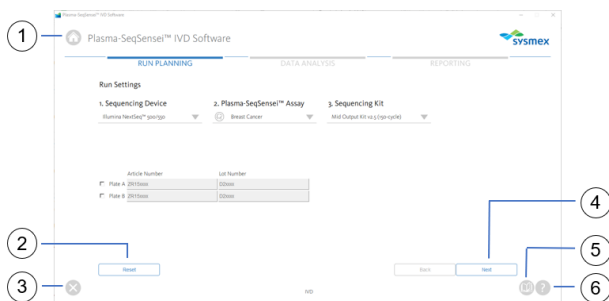 Plasma-SeqSensei™ IVD Software
1
Plasma-SeqSensei™ IVD Software
sysmex
RUN PLANNING
DATA ANALYSIS
REPORTING
Run Settings
1. Sequencing Device
2. Plasma-SeqSensei™ Assay
3. Sequencing Kit
Illumina NextSeq™ 500/550
Breast Cancer
Mid Output Kit v2.5 (150-cycle)
Article Number
Lot Number
Plate A
Plate B
4
2
5
Reset
Back
Next
3
IVD
?
6